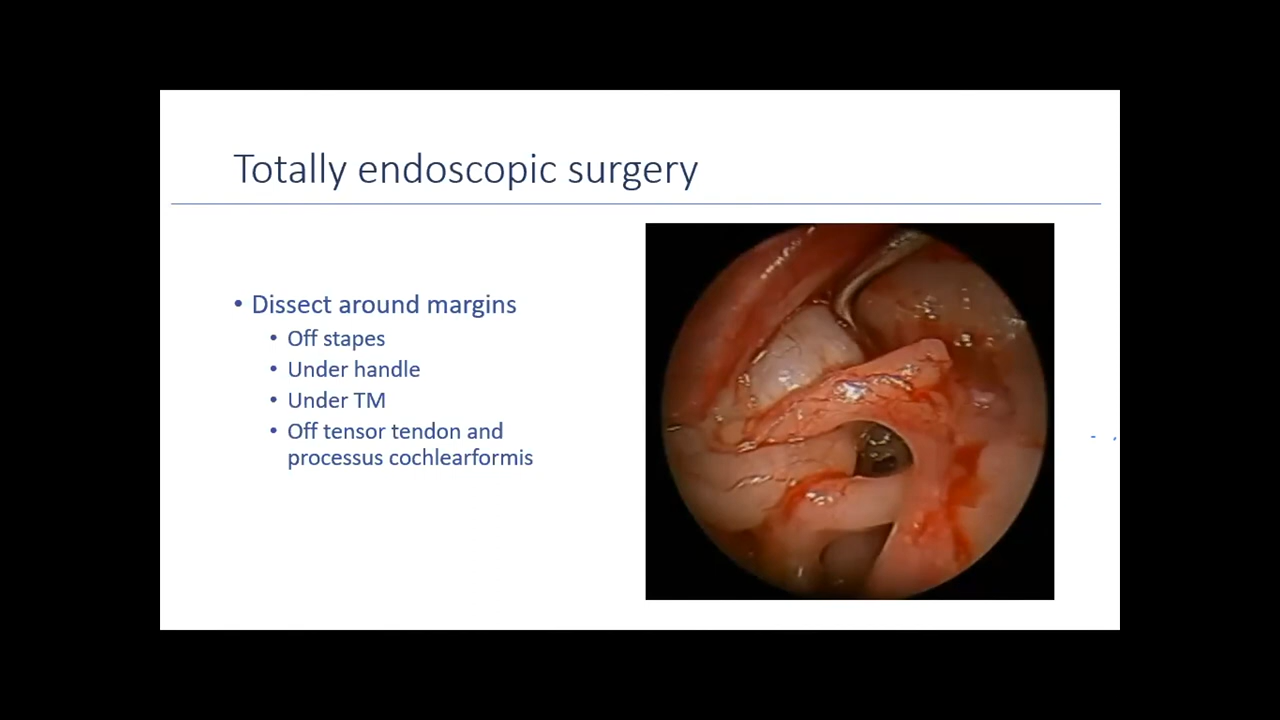 Totally endoscopic surgery
• Dissect around margins
• Off stapes
• Under handle
• Under TM
• Off tensor tendon and
processus cochlearformis